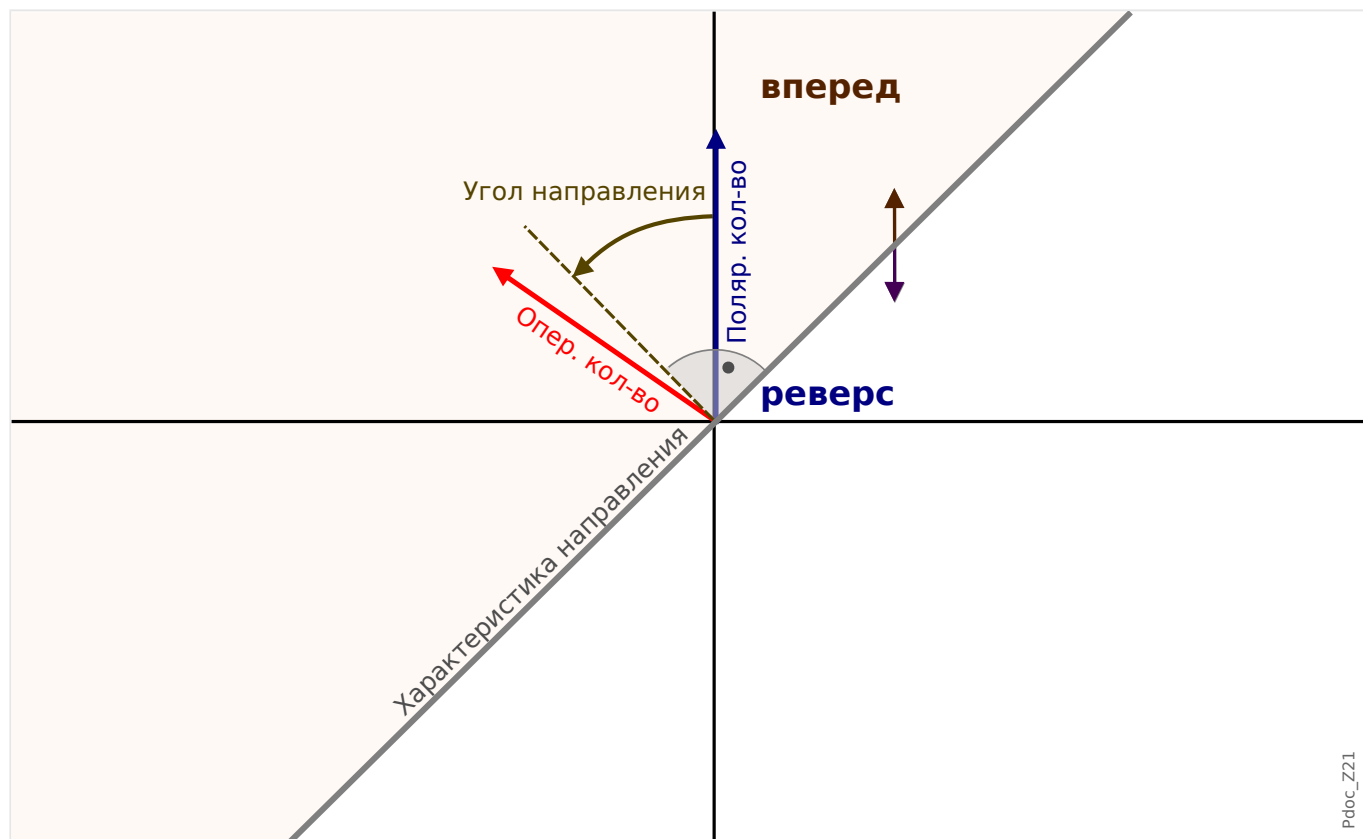 вперед
Угол направления
Поляр. кол-во
Опер. кол-во
реверс
Характеристика направления
Pdoc_Z21